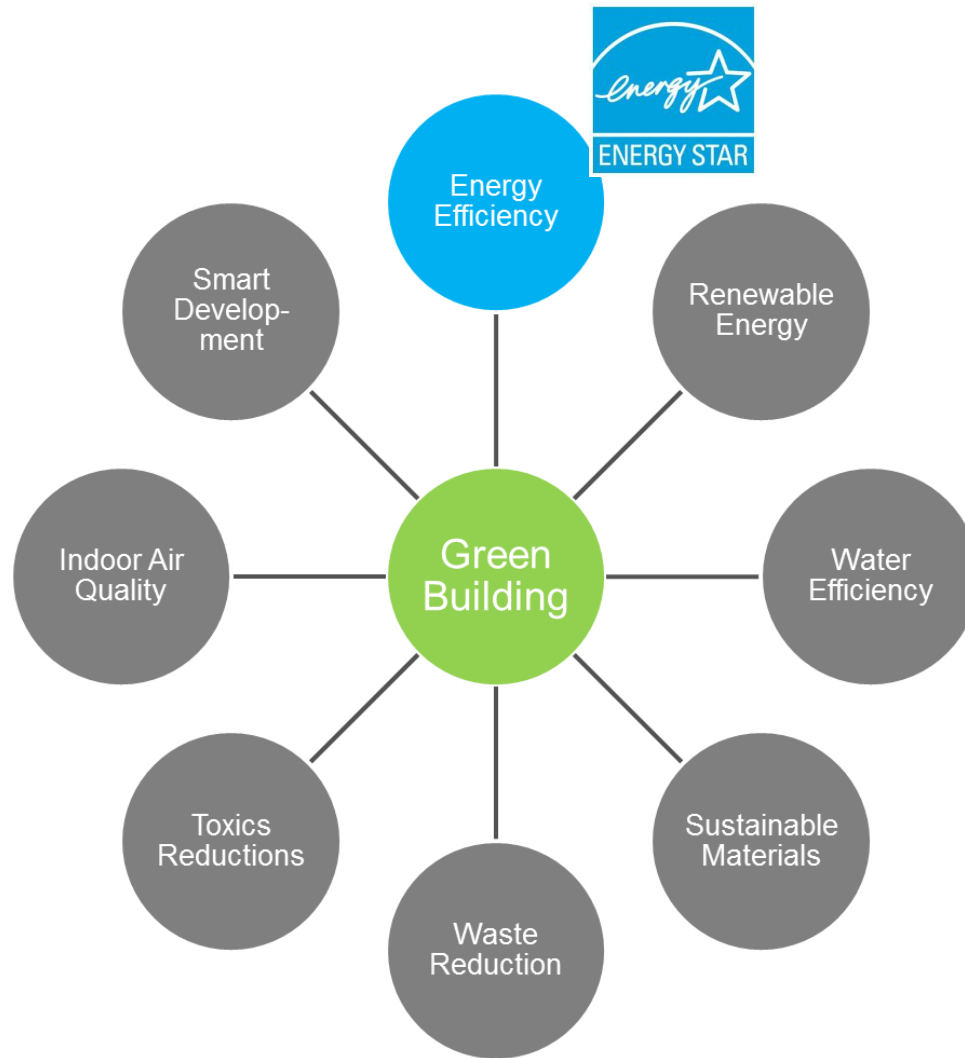 energy
ENERGY STAR
Energy
Efficiency
Renewable
Energy
Water
Efficiency
Sustainable
Materials
Waste
Reduction
Toxics
Reductions
Indoor Air
Quality
Smart
Develop-
ment
Green
Building